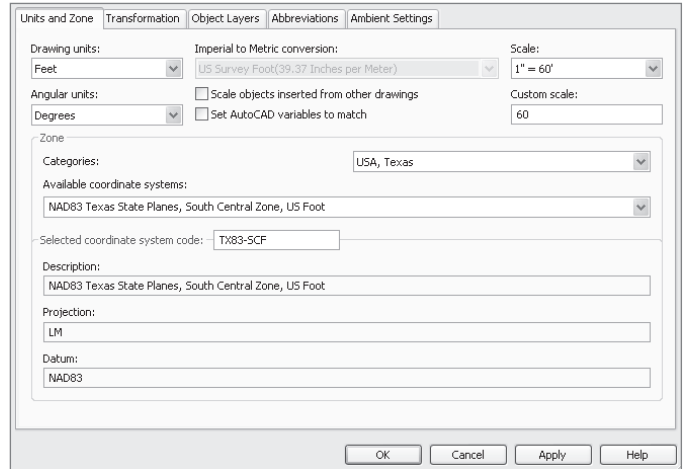 Units and Zone Transformation Object Layers Abbreviations Ambient Settings
Drawing units: Imperial to Metric conversion: Scale:
Feet US Survey Foot(39.37 Inches per Meter) 1" = 60'
Angular units: Scale objects inserted from other drawings Custom scale:
Degrees Set AutoCAD variables to match 60
Zone
Categories: USA, Texas
Available coordinate systems:
NAD83 Texas State Planes, South Central Zone, US Foot
Selected coordinate system code: TX83-SCF
Description:
NAD83 Texas State Planes, South Central Zone, US Foot
Projection:
LM
Datum:
NAD83
OK Cancel Apply Help